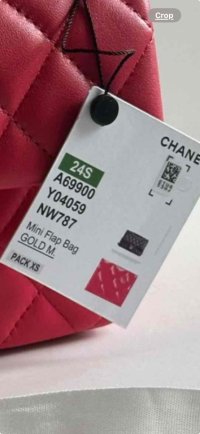 Crop
CHANE
24S
A69900
Y04059
NW787
Mini Flap Bag
GOLD M.
PACK XS